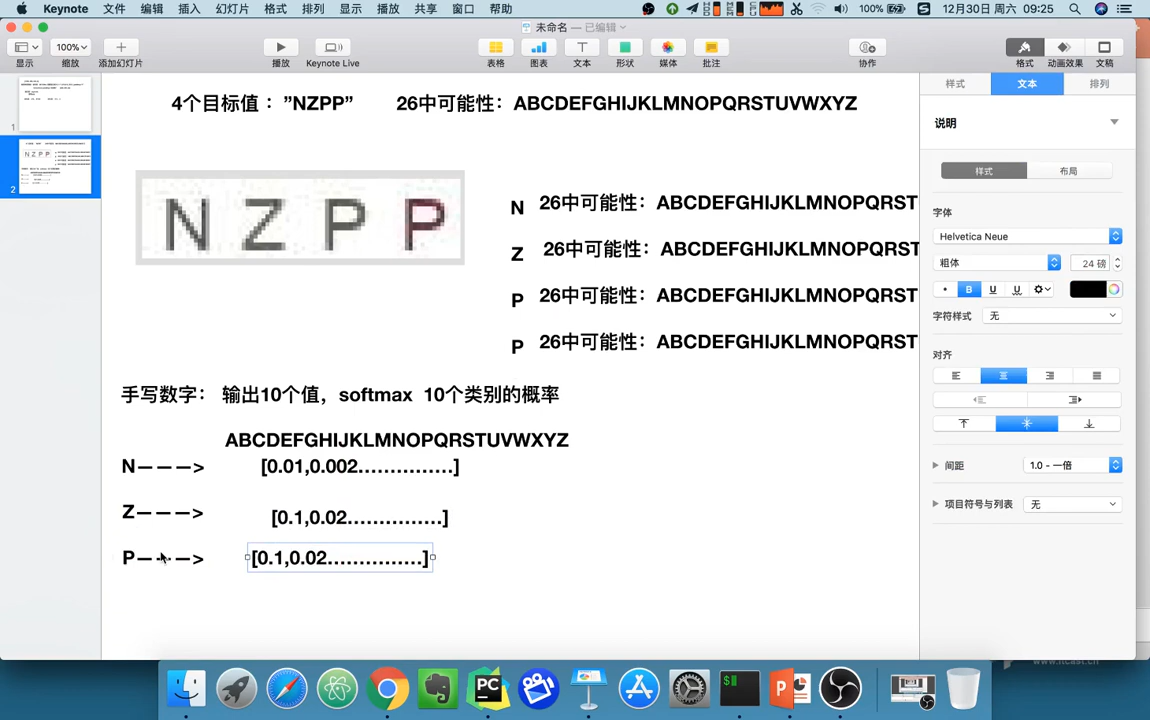 Keynote 文件 编辑 插入 幻灯片 格式 排列 显示 播放 共享 窗口 帮助 100% 12月30日 周六 09:25
未命名 — 已编辑
100%
显示 缩放 添加幻灯片 播放 Keynote Live 表格 图表 文本 形状 媒体 批注 协作 格式 动画效果 文稿
样式 文本 排列
4个目标值 ："NZPP" 26中可能性：ABCDEFGHIJKLMNOPQRSTUVWXYZ
说明
样式 布局
N Z P P
N 26中可能性：ABCDEFGHIJKLMNOPQRST
Z 26中可能性：ABCDEFGHIJKLMNOPQRST
P 26中可能性：ABCDEFGHIJKLMNOPQRST
P 26中可能性：ABCDEFGHIJKLMNOPQRST
手写数字： 输出10个值，softmax 10个类别的概率
ABCDEFGHIJKLMNOPQRSTUVWXYZ
N———> [0.01,0.002……………]
Z———> [0.1,0.02……………]
P———> [0.1,0.02……………]
字体
Helvetica Neue
粗体 24 磅
B U U
字符样式 无
对齐
间距 1.0 - 一倍
项目符号与列表 无
1
2
PC
$
P
www.itcast.cn